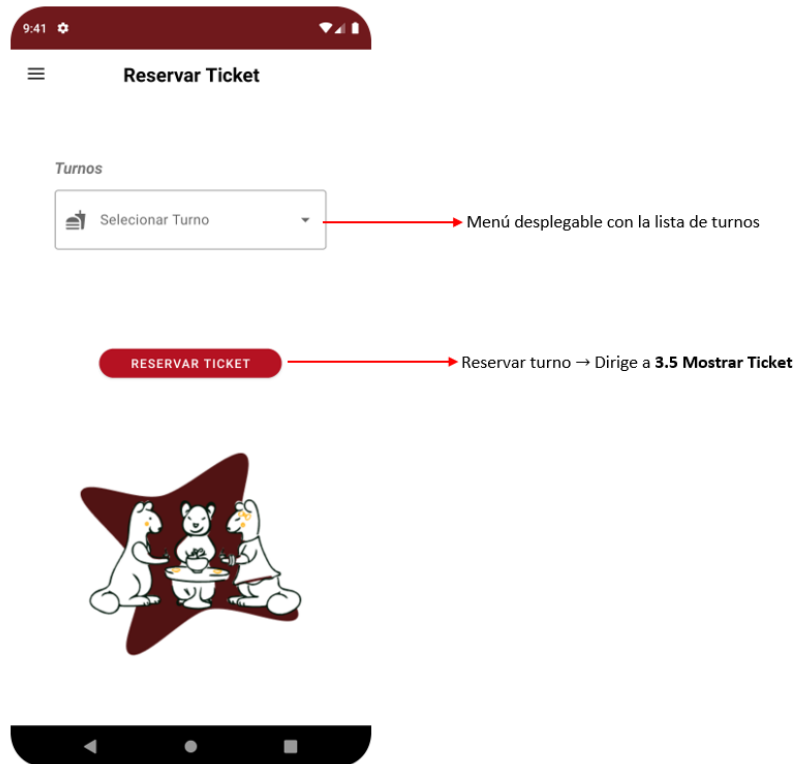 9:41
Reservar Ticket
Turnos
Selecionar Turno
Menú desplegable con la lista de turnos
RESERVAR TICKET
Reservar turno → Dirige a 3.5 Mostrar Ticket